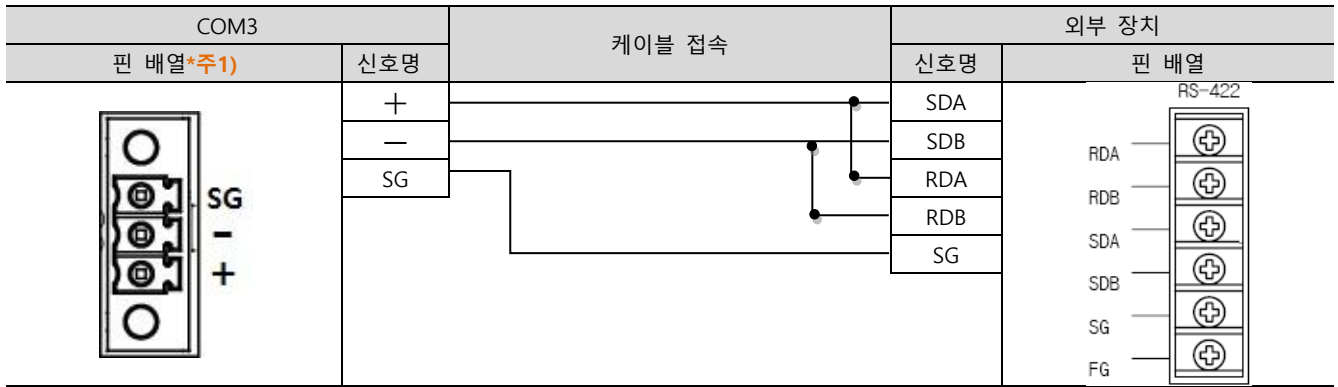 COM3
케이블 접속
외부 장치
핀 배열*주1)
신호명
신호명
핀 배열
+
SDA
RS-422
—
SDB
SG
RDA
RDB
SG
SG
-
+
RDA
RDB
SDA
SDB
SG
FG